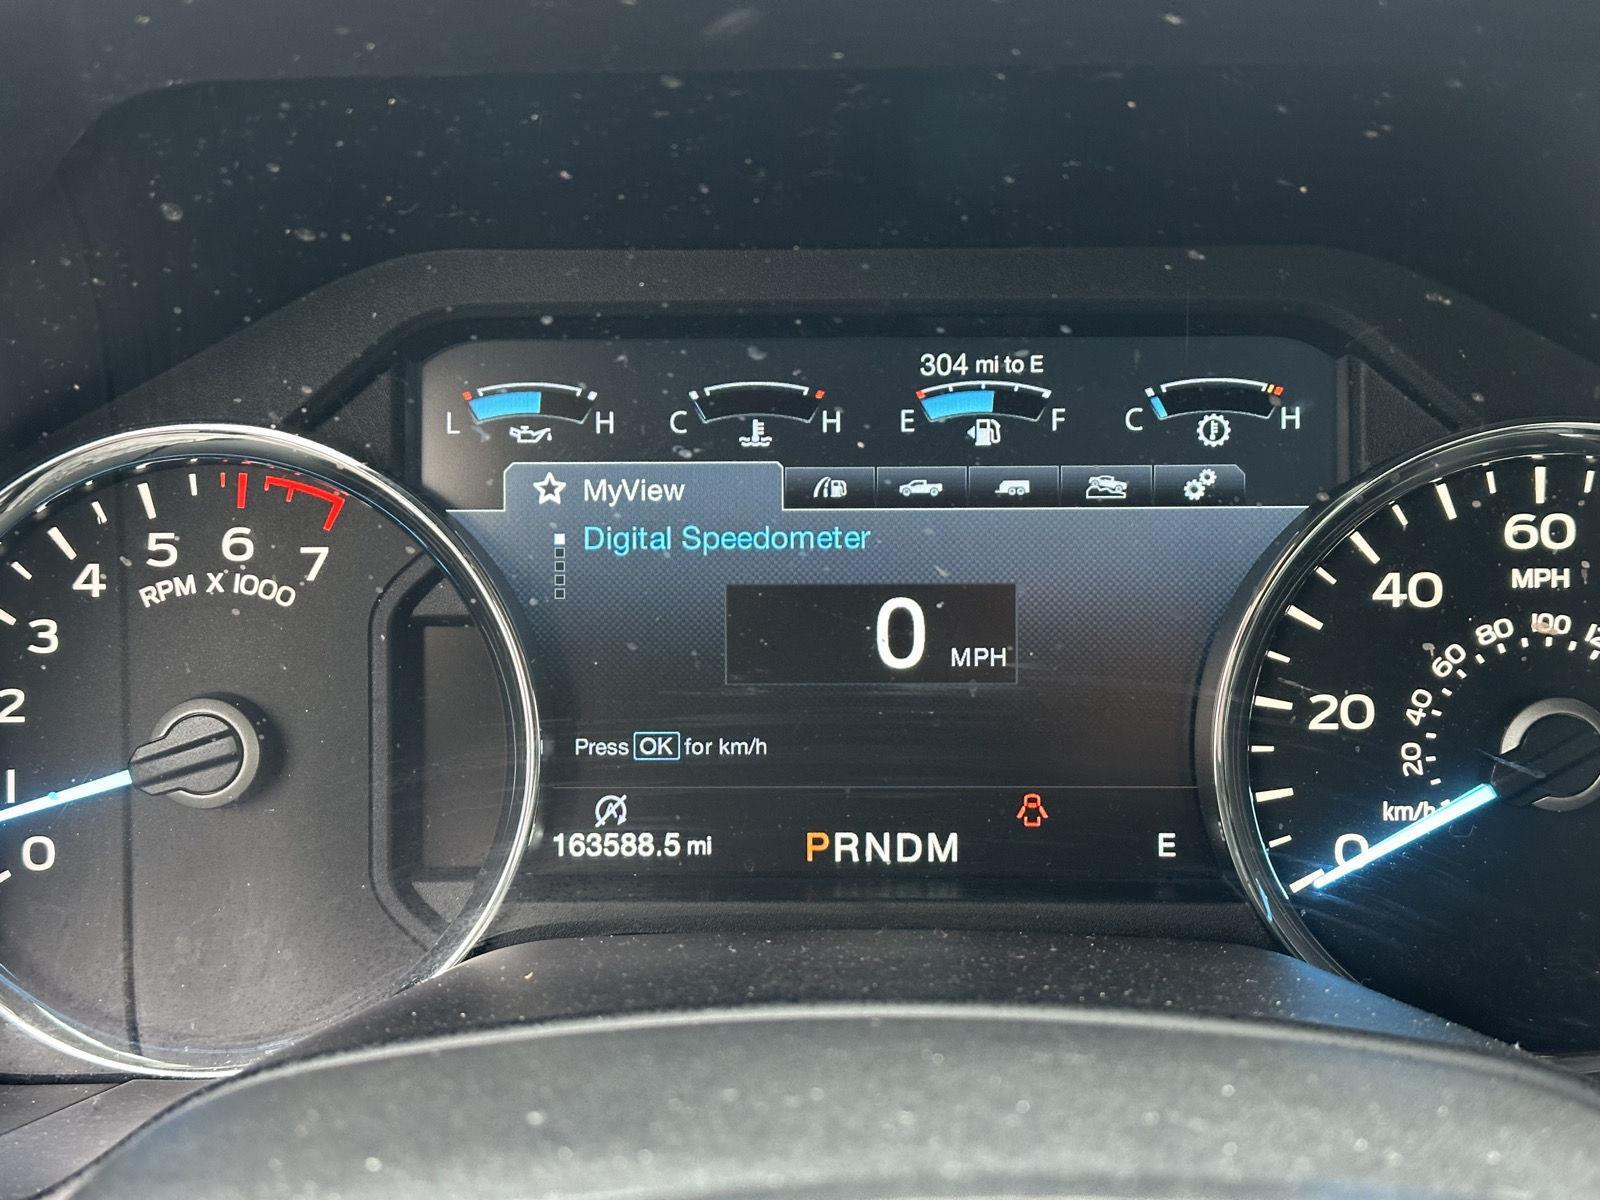 304 mi to E
L H C H E F C H
MyView
Digital Speedometer
0 MPH
Press OK for km/h
163588.5 mi PRNDM E
0 1 2 3 4 5 6 7
RPM X 1000
0 20 40 60
MPH
km/h 20 40 60 80 100